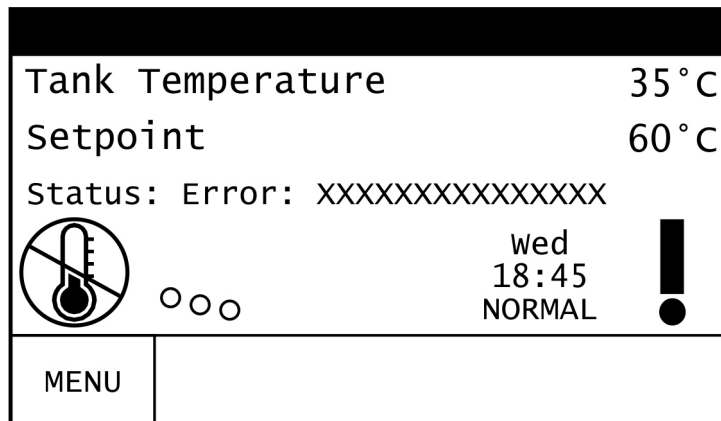 Tank Temperature 35°C
Setpoint 60°C
Status: Error: XXXXXXXXXXXXXXX
Wed
18:45
NORMAL
MENU